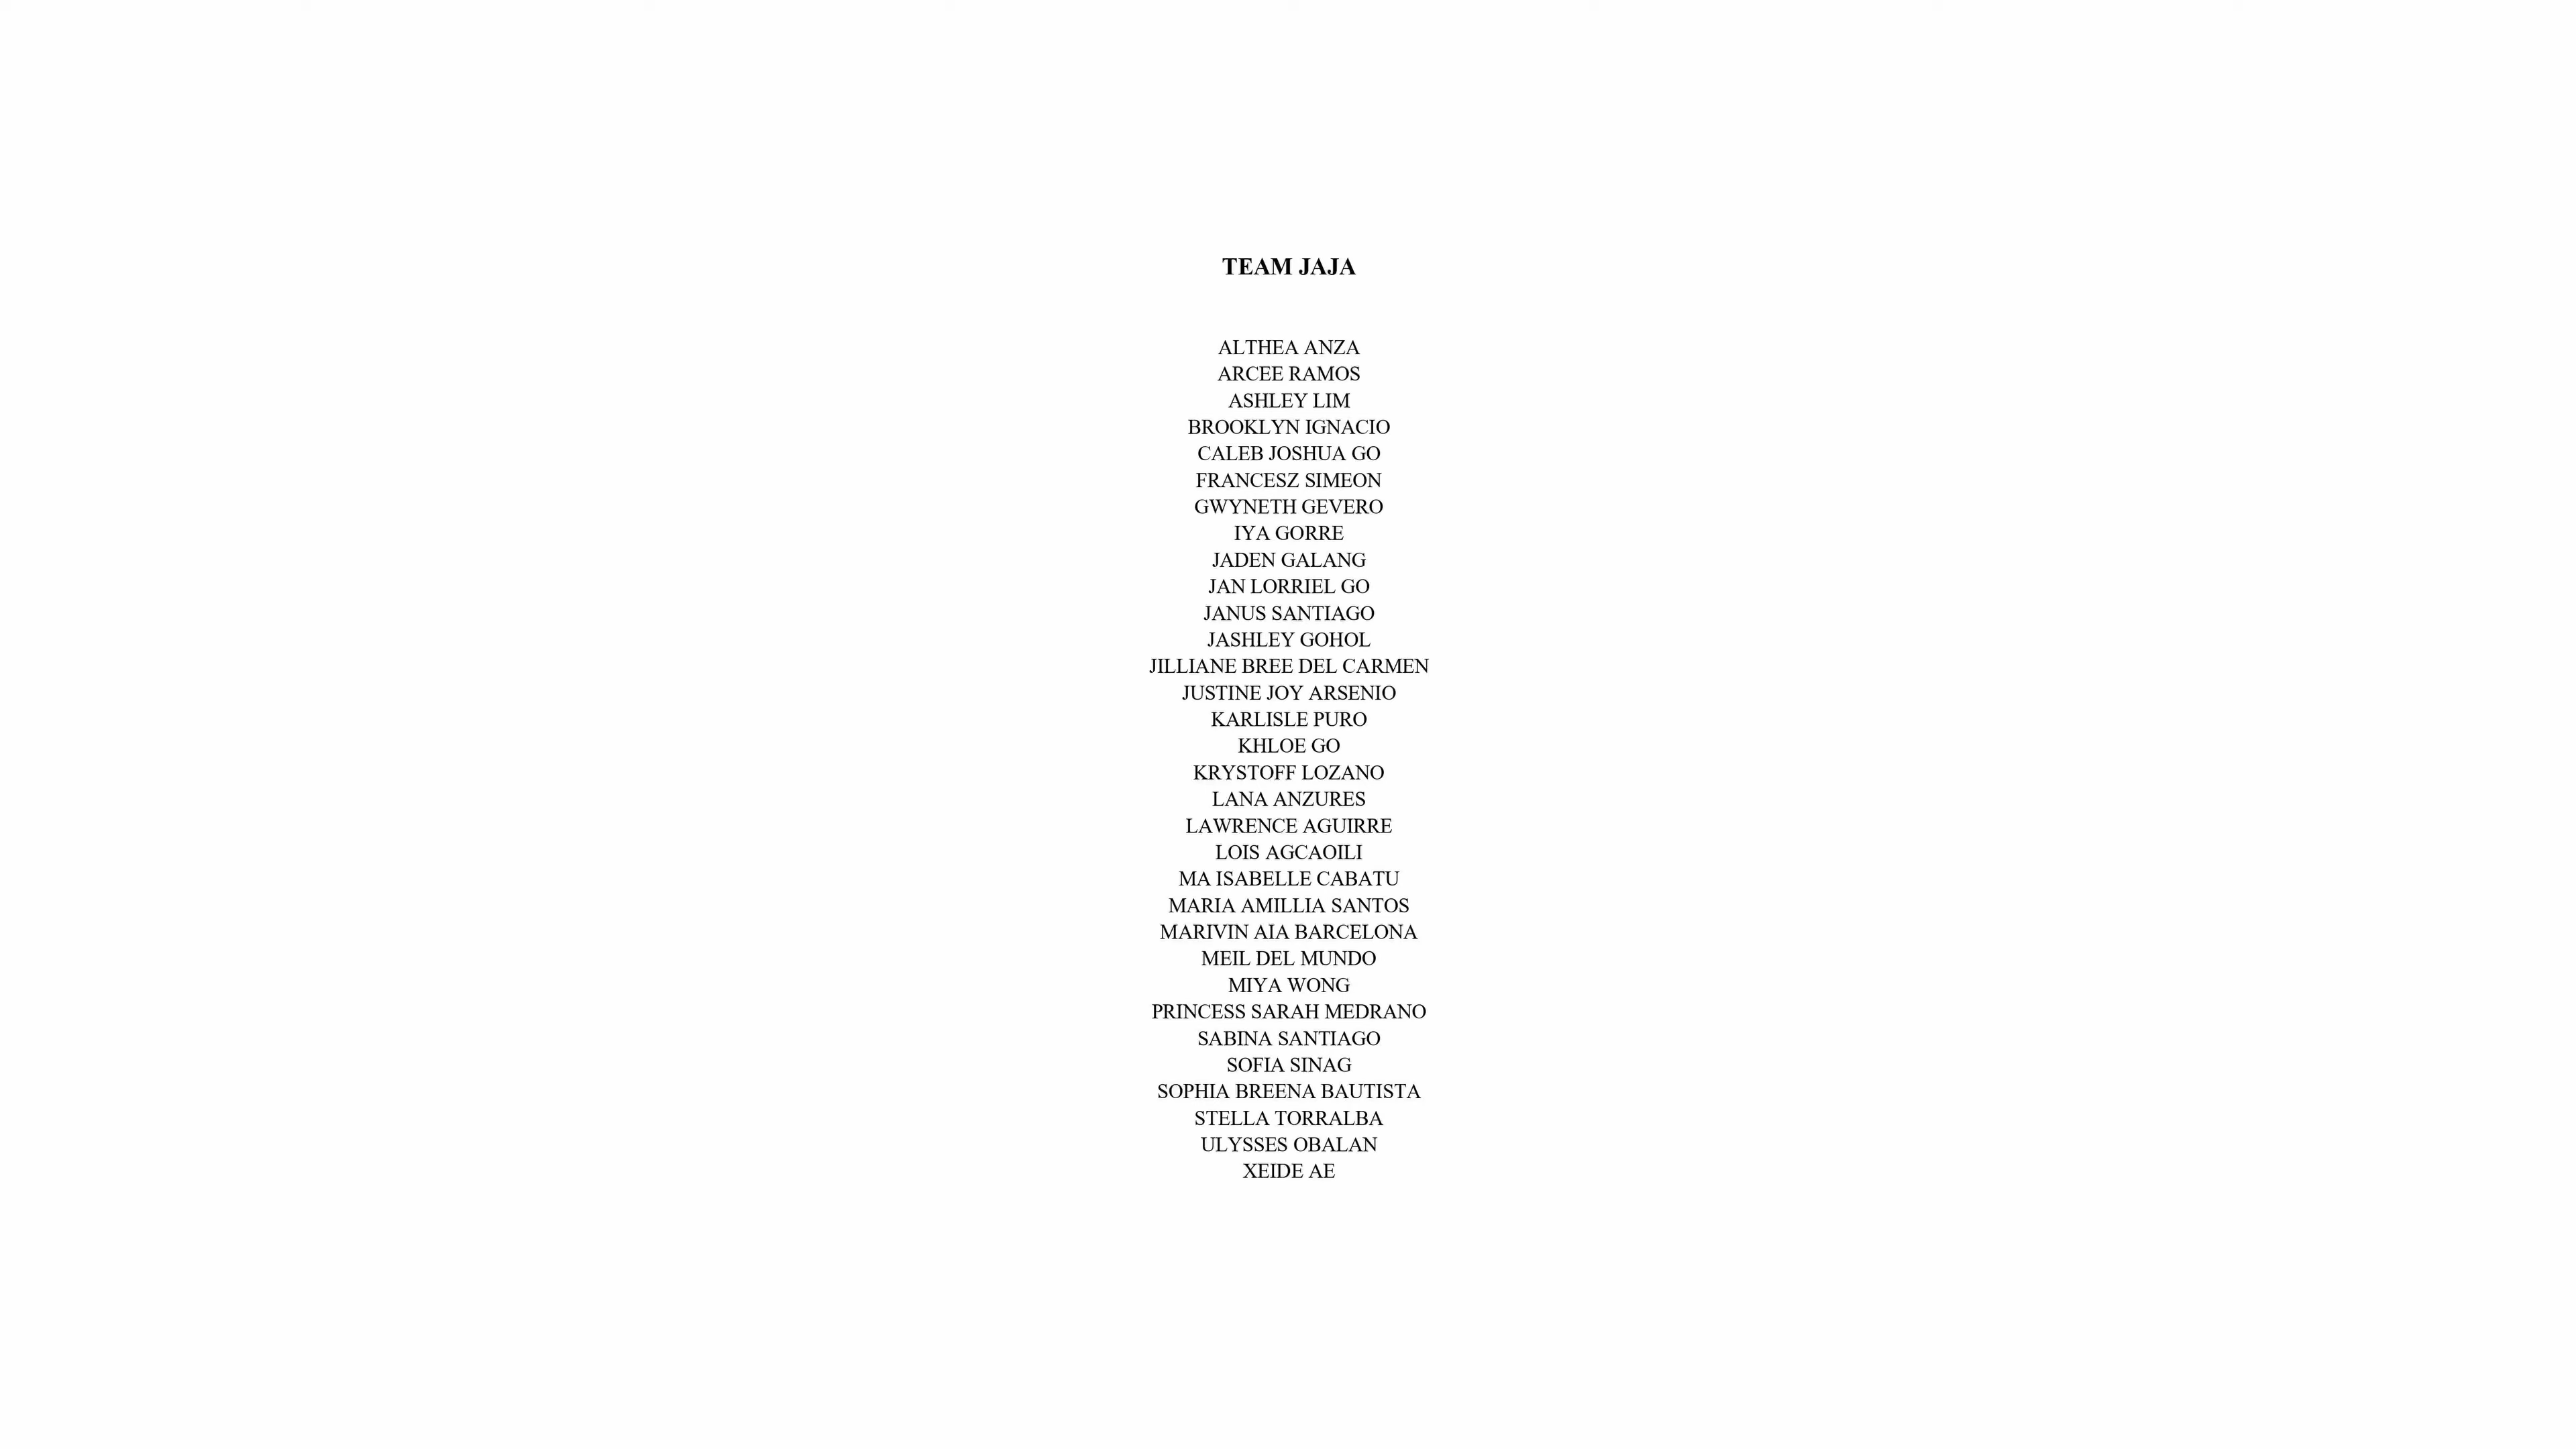 TEAM JAJA
ALTHEA ANZA
ARCEE RAMOS
ASHLEY LIM
BROOKLYN IGNACIO
CALEB JOSHUA GO
FRANCESZ SIMEON
GWYNETH GEVERO
IYA GORRE
JADEN GALANG
JAN LORRIEL GO
JANUS SANTIAGO
JASHLEY GOHOL
JILLIANE BREE DEL CARMEN
JUSTINE JOY ARSENIO
KARLISLE PURO
KHLOE GO
KRYSTOFF LOZANO
LANA ANZURES
LAWRENCE AGUIRRE
LOIS AGCAOILI
MA ISABELLE CABATU
MARIA AMILLIA SANTOS
MARIVIN AIA BARCELONA
MEIL DEL MUNDO
MIYA WONG
PRINCESS SARAH MEDRANO
SABINA SANTIAGO
SOFIA SINAG
SOPHIA BREENA BAUTISTA
STELLA TORRALBA
ULYSSES OBALAN
XEIDE AE